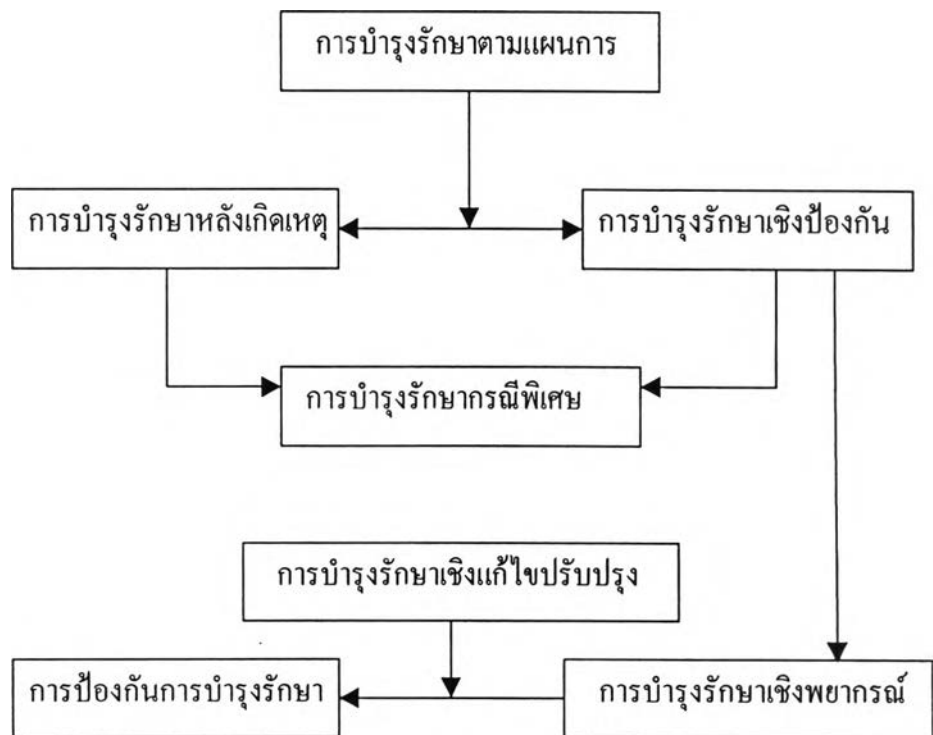 การบำรุงรักษาตามแผนการ
การบำรุงรักษาหลังเกิดเหตุ
การบำรุงรักษาเชิงป้องกัน
การบำรุงรักษากรณีพิเศษ
การบำรุงรักษาเชิงแก้ไขปรับปรุง
การป้องกันการบำรุงรักษา
การบำรุงรักษาเชิงพยากรณ์